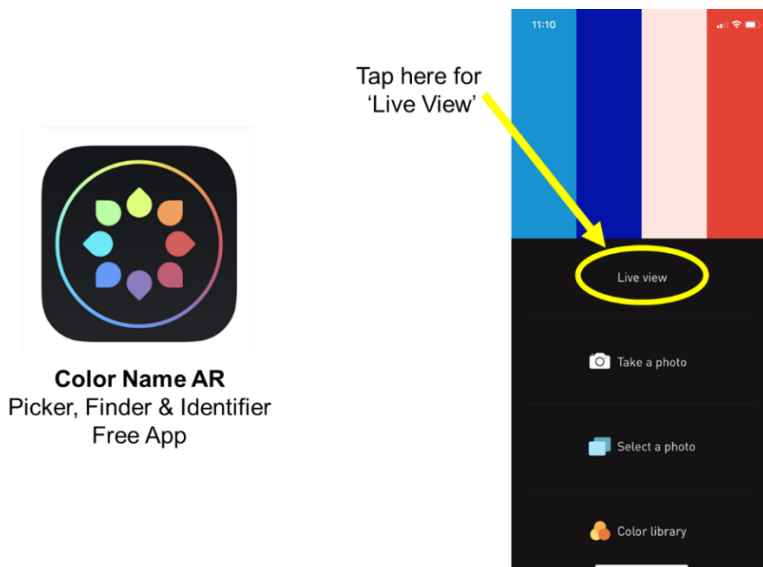 Color Name AR
Picker, Finder & Identifier
Free App
Tap here for
‘Live View’
11:10
Live view
Take a photo
Select a photo
Color library